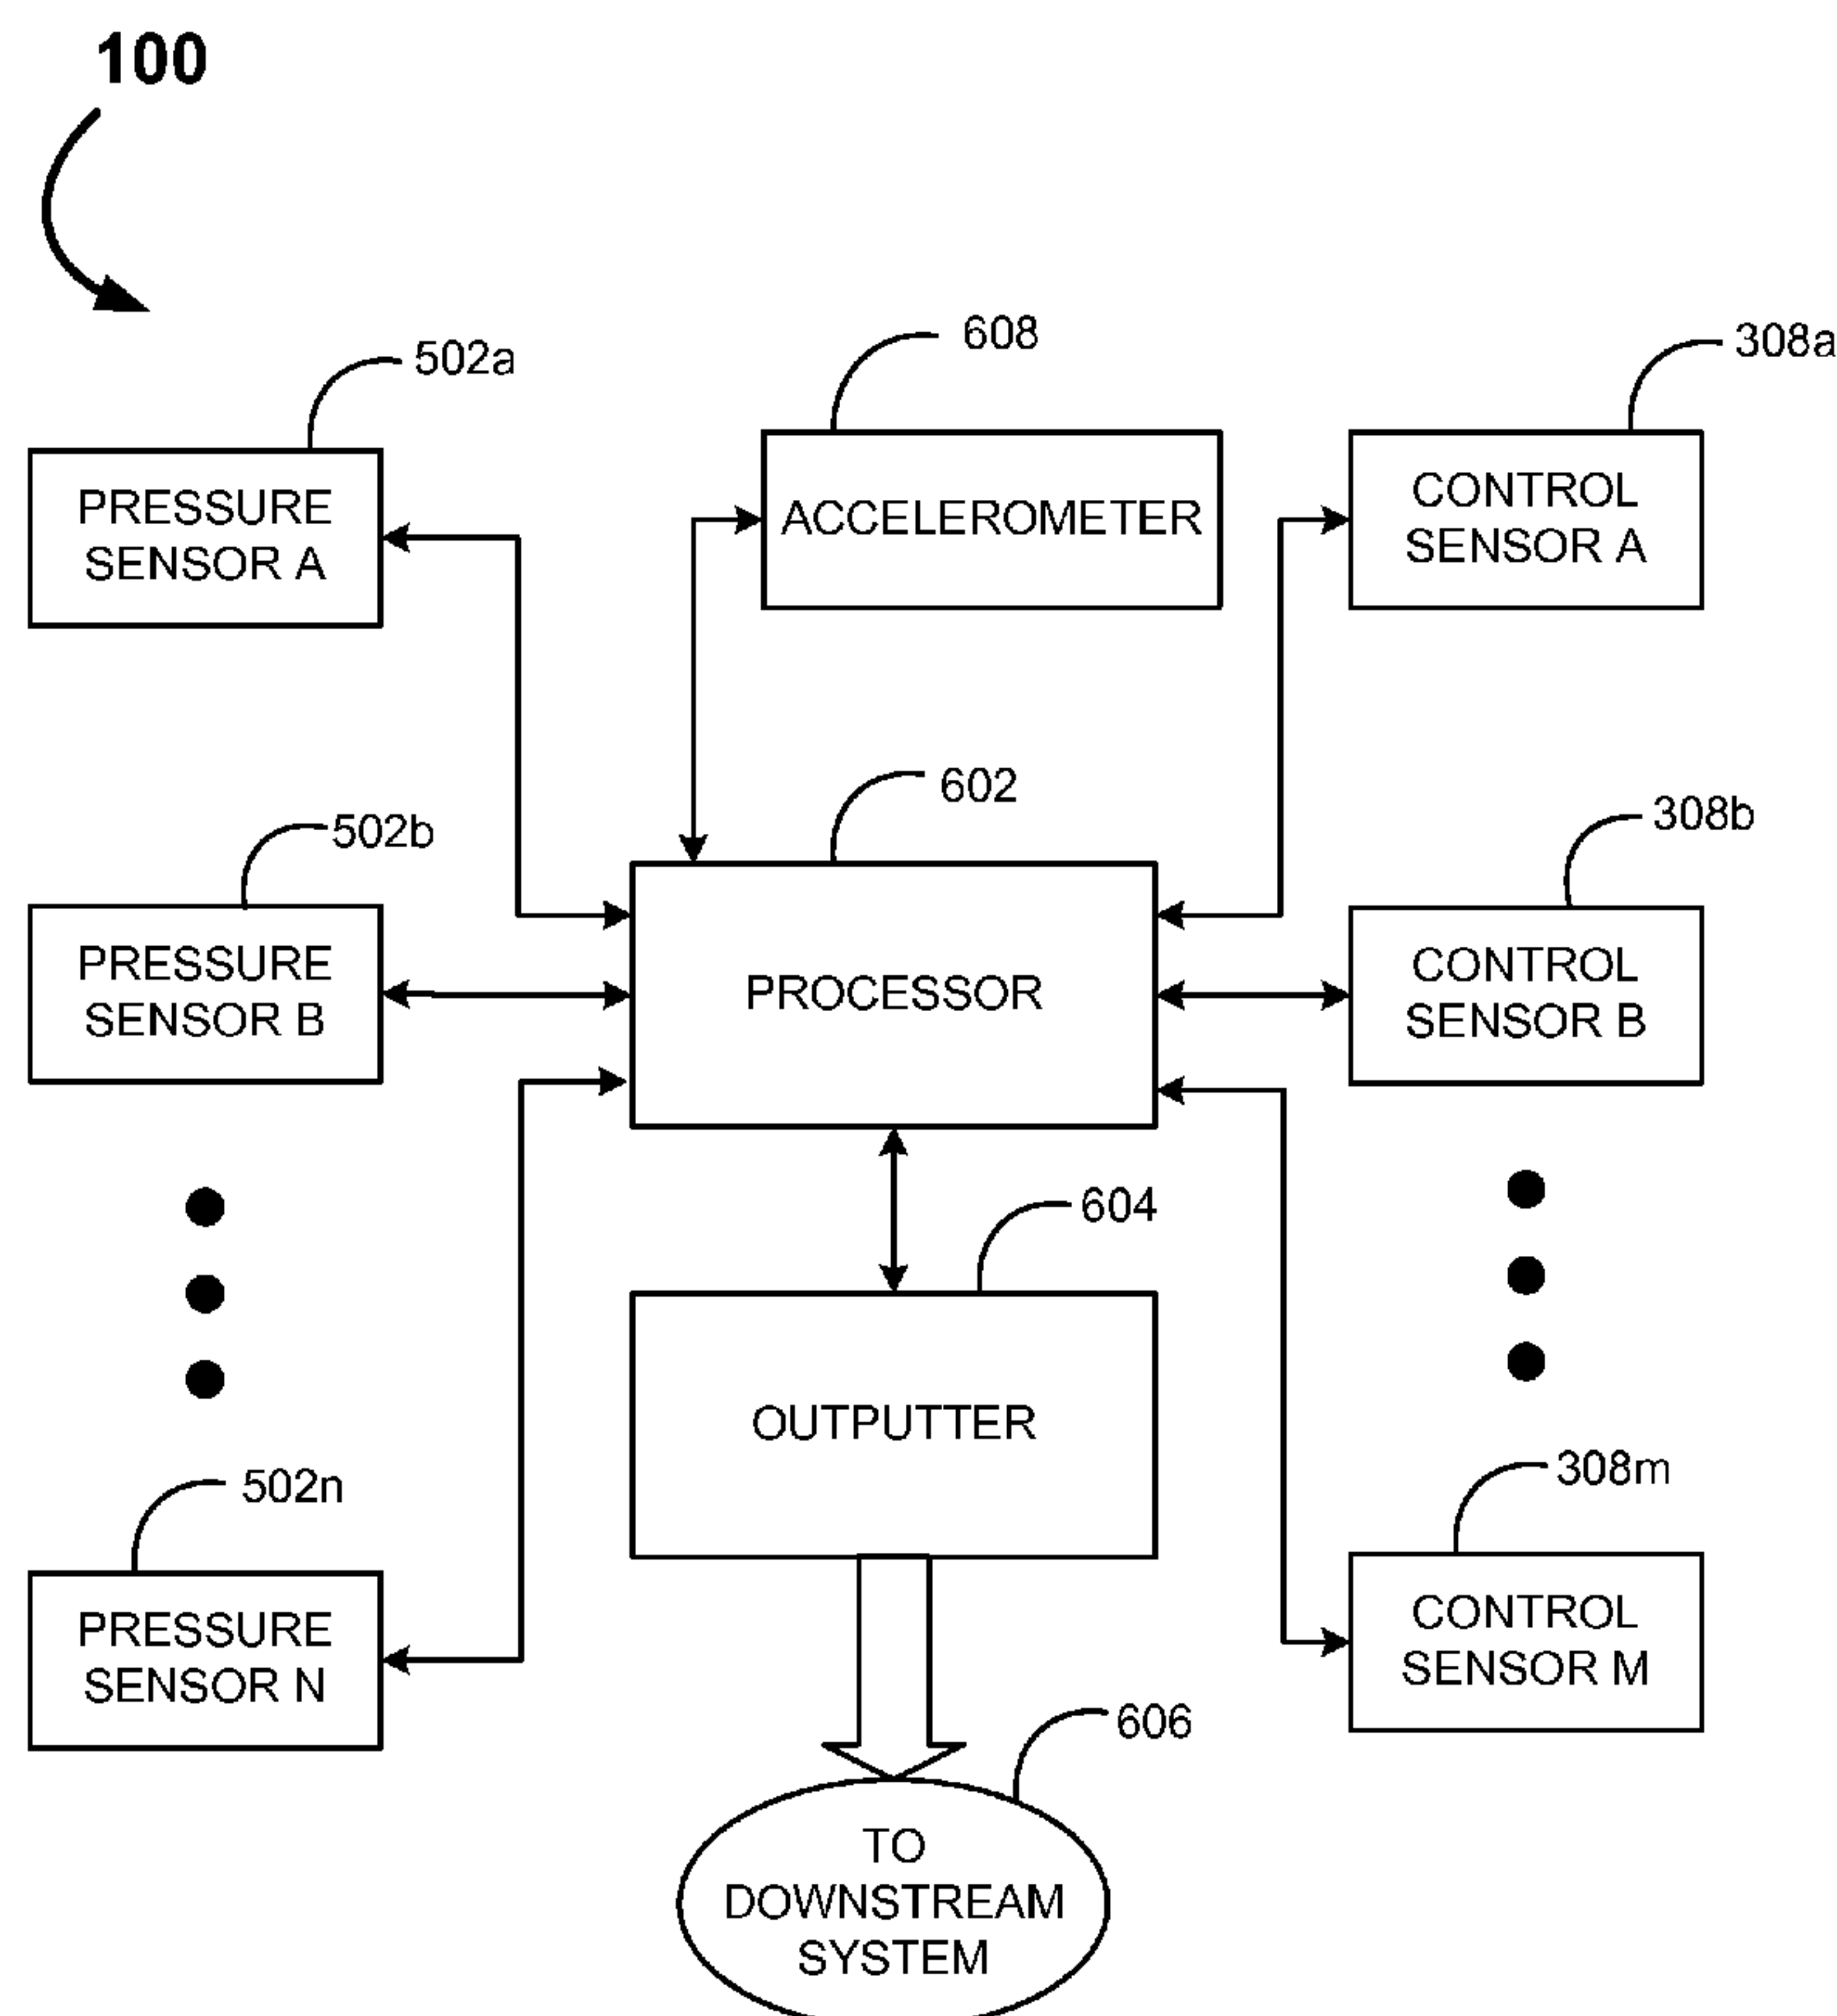 100
502a
608
308a
PRESSURE
SENSOR A
ACCELEROMETER
CONTROL
SENSOR A
502b
602
308b
PRESSURE
SENSOR B
PROCESSOR
CONTROL
SENSOR B
604
OUTPUTTER
502n
308m
PRESSURE
SENSOR N
CONTROL
SENSOR M
606
TO
DOWNSTREAM
SYSTEM